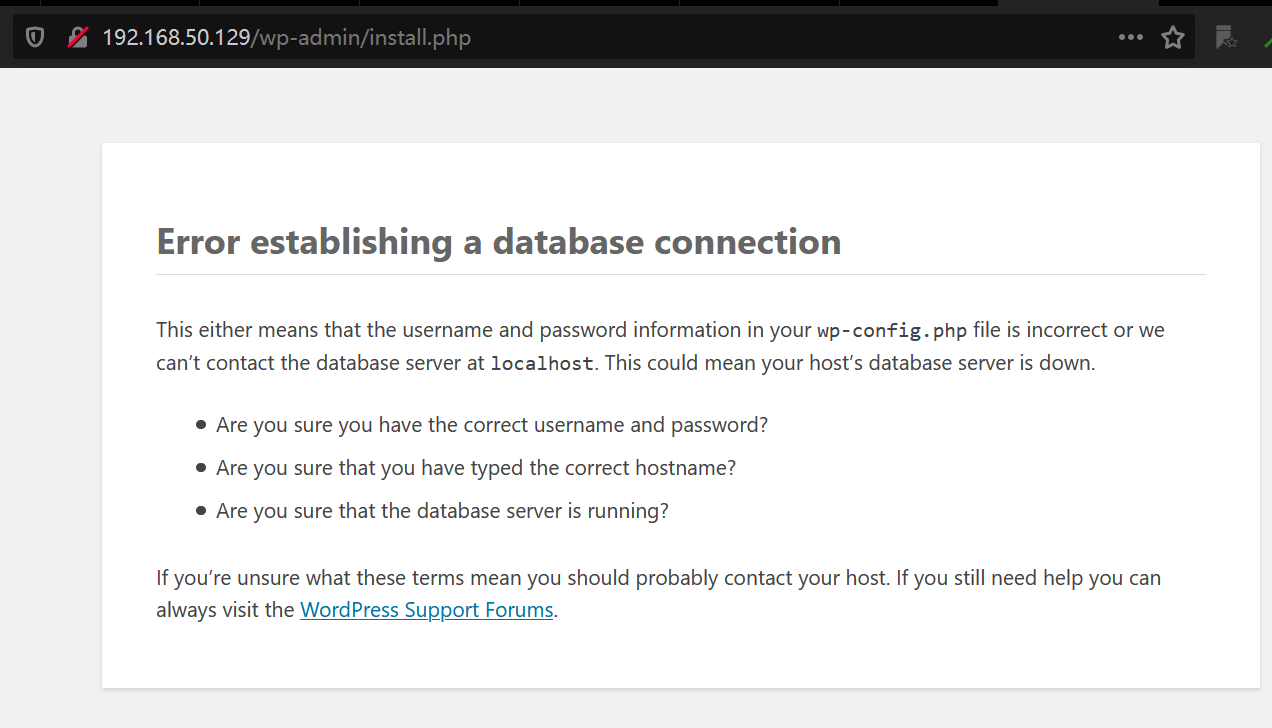 192.168.50.129/wp-admin/install.php
Error establishing a database connection
This either means that the username and password information in your wp-config.php file is incorrect or we
can’t contact the database server at localhost. This could mean your host’s database server is down.
Are you sure you have the correct username and password?
Are you sure that you have typed the correct hostname?
Are you sure that the database server is running?
If you’re unsure what these terms mean you should probably contact your host. If you still need help you can
always visit the WordPress Support Forums.